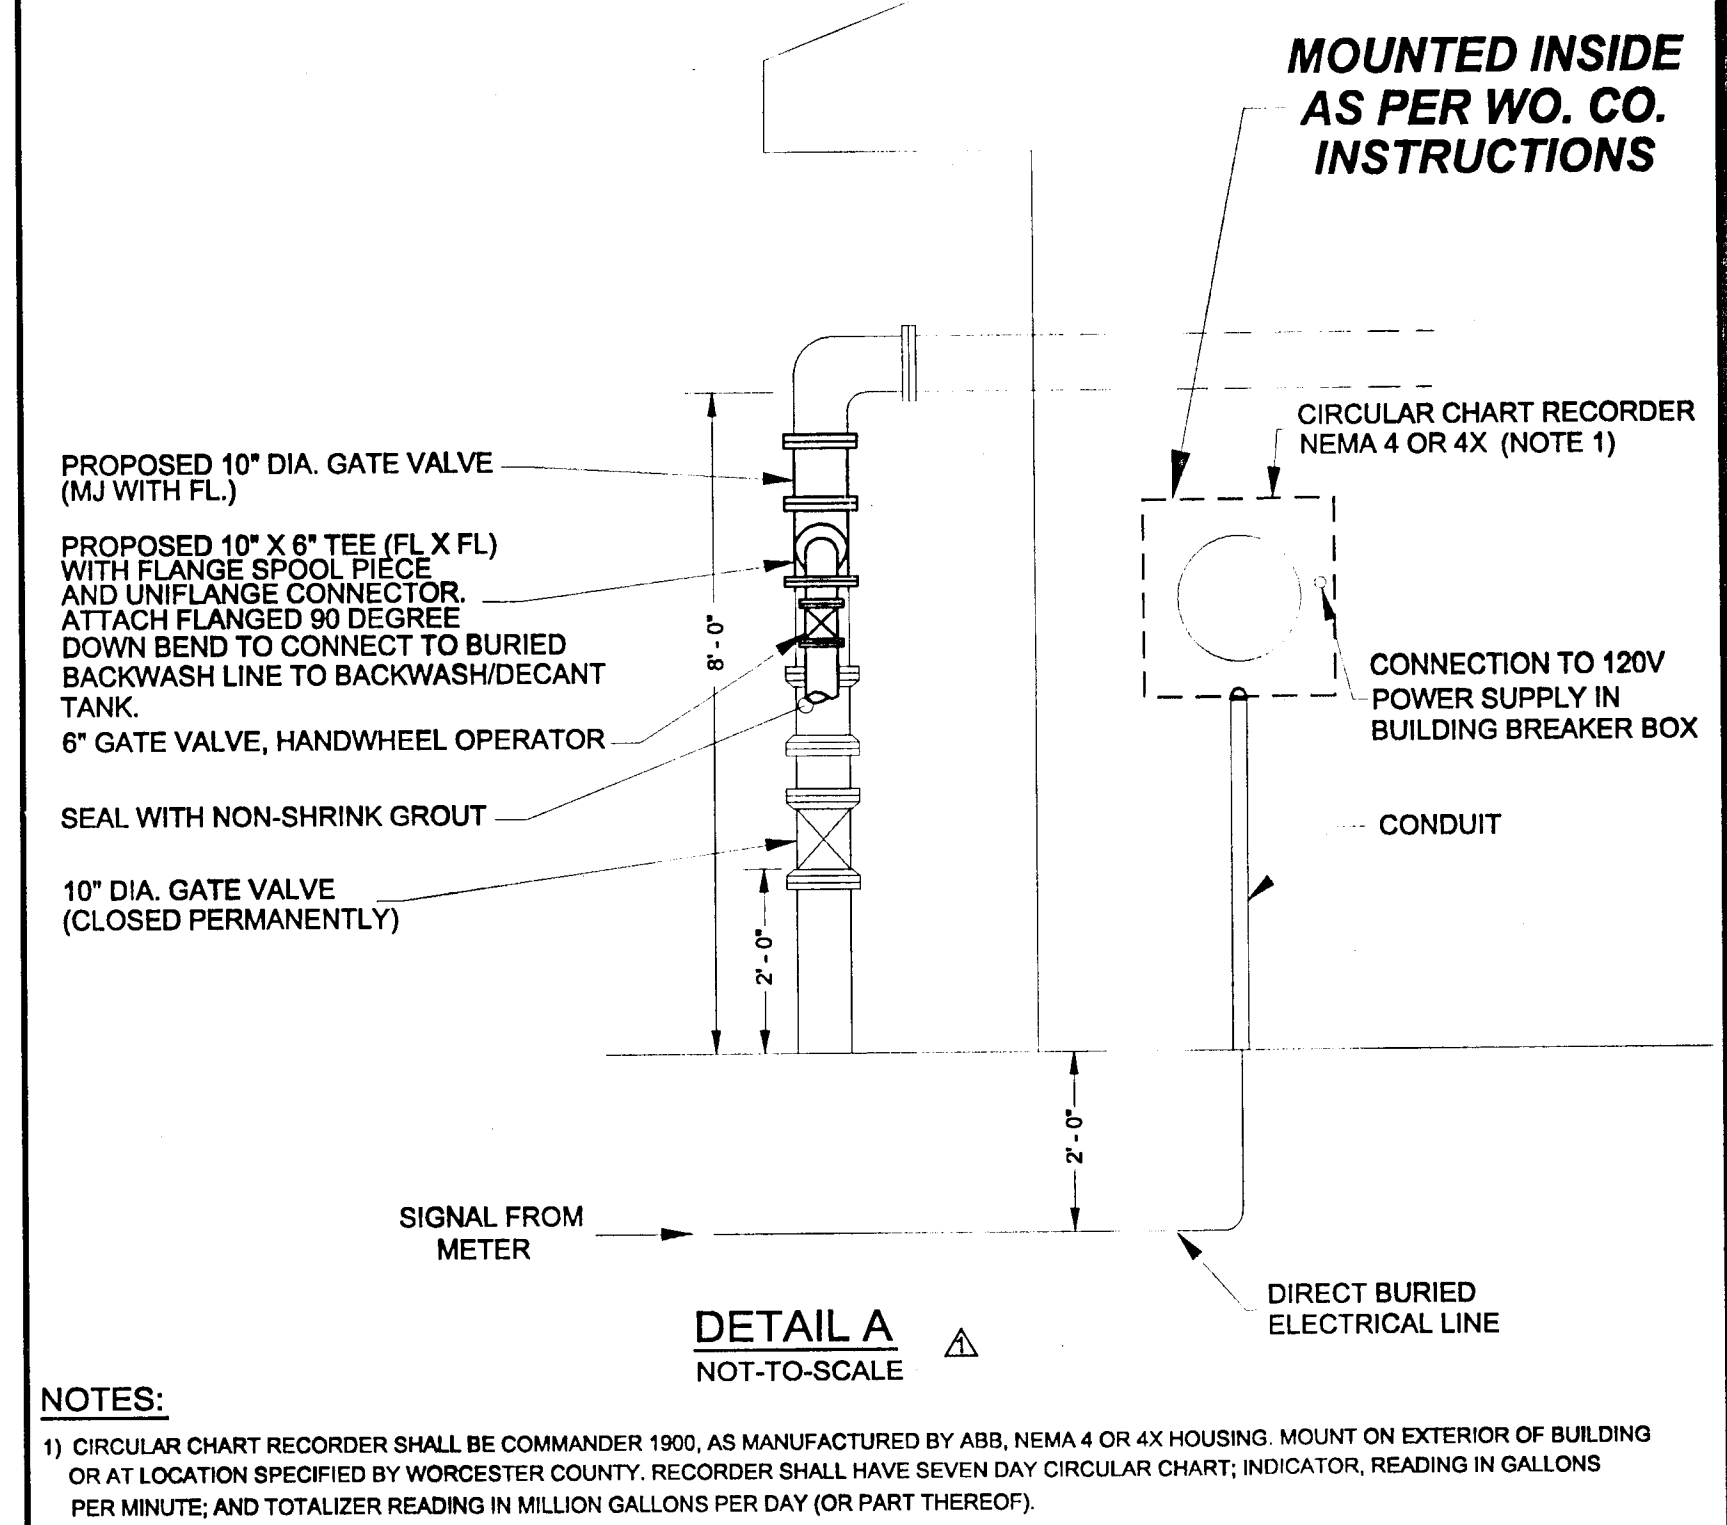 MOUNTED INSIDE
AS PER WO. CO.
INSTRUCTIONS
CIRCULAR CHART RECORDER
NEMA 4 OR 4X (NOTE 1)
PROPOSED 10" DIA. GATE VALVE
(MJ WITH FL.)
PROPOSED 10" X 6" TEE (FL X FL)
WITH FLANGE SPOOL PIECE
AND UNIFLANGE CONNECTOR.
ATTACH FLANGED 90 DEGREE
DOWN BEND TO CONNECT TO BURIED
BACKWASH LINE TO BACKWASH/DECANT
TANK.
6" GATE VALVE, HANDWHEEL OPERATOR
SEAL WITH NON-SHRINK GROUT
10" DIA. GATE VALVE
(CLOSED PERMANENTLY)
8' - 0"
2' - 0"
CONNECTION TO 120V
POWER SUPPLY IN
BUILDING BREAKER BOX
CONDUIT
2' - 0"
SIGNAL FROM
METER
DIRECT BURIED
ELECTRICAL LINE
DETAIL A
1
NOT-TO-SCALE
NOTES:
1) CIRCULAR CHART RECORDER SHALL BE COMMANDER 1900, AS MANUFACTURED BY ABB, NEMA 4 OR 4X HOUSING. MOUNT ON EXTERIOR OF BUILDING
OR AT LOCATION SPECIFIED BY WORCESTER COUNTY. RECORDER SHALL HAVE SEVEN DAY CIRCULAR CHART; INDICATOR, READING IN GALLONS
PER MINUTE; AND TOTALIZER READING IN MILLION GALLONS PER DAY (OR PART THEREOF).